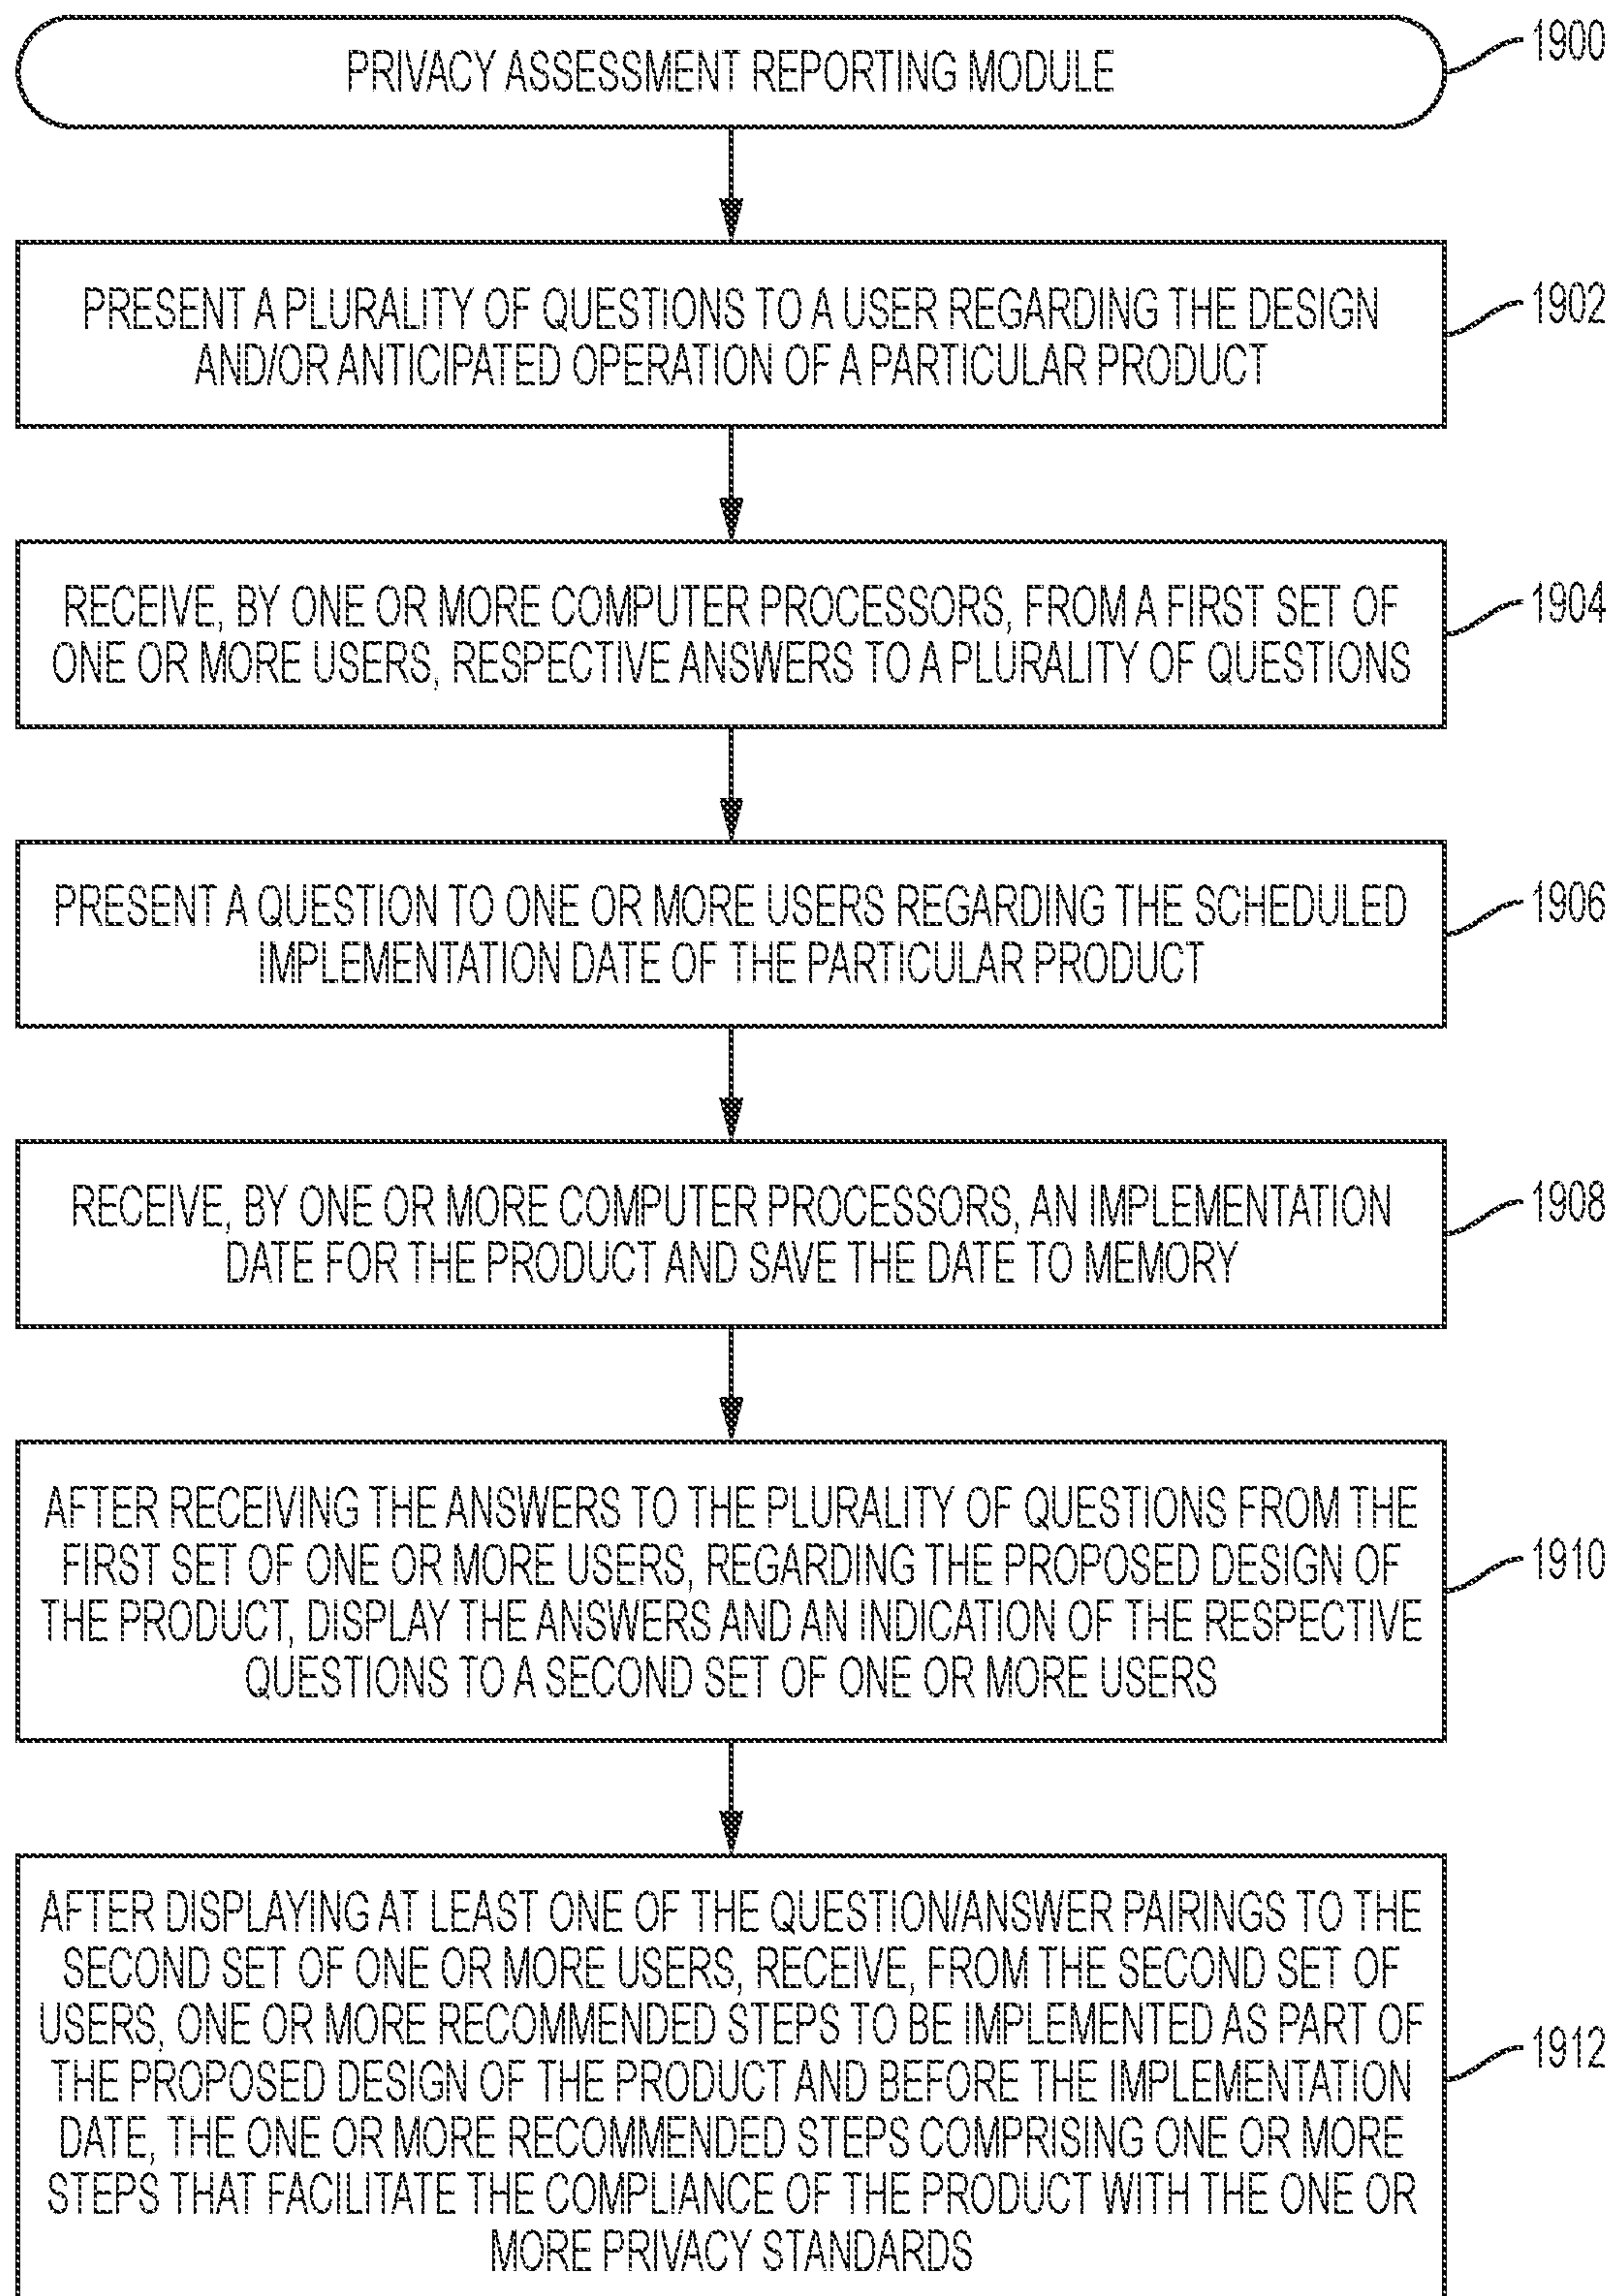 PRIVACY ASSESSMENT REPORTING MODULE
1900
PRESENT A PLURALITY OF QUESTIONS TO A USER REGARDING THE DESIGN
AND/OR ANTICIPATED OPERATION OF A PARTICULAR PRODUCT
1902
RECEIVE, BY ONE OR MORE COMPUTER PROCESSORS, FROM A FIRST SET OF
ONE OR MORE USERS, RESPECTIVE ANSWERS TO A PLURALITY OF QUESTIONS
1904
PRESENT A QUESTION TO ONE OR MORE USERS REGARDING THE SCHEDULED
IMPLEMENTATION DATE OF THE PARTICULAR PRODUCT
1906
RECEIVE, BY ONE OR MORE COMPUTER PROCESSORS, AN IMPLEMENTATION
DATE FOR THE PRODUCT AND SAVE THE DATE TO MEMORY
1908
AFTER RECEIVING THE ANSWERS TO THE PLURALITY OF QUESTIONS FROM THE
FIRST SET OF ONE OR MORE USERS, REGARDING THE PROPOSED DESIGN OF
THE PRODUCT, DISPLAY THE ANSWERS AND AN INDICATION OF THE RESPECTIVE
QUESTIONS TO A SECOND SET OF ONE OR MORE USERS
1910
AFTER DISPLAYING AT LEAST ONE OF THE QUESTION/ANSWER PAIRINGS TO THE
SECOND SET OF ONE OR MORE USERS, RECEIVE, FROM THE SECOND SET OF
USERS, ONE OR MORE RECOMMENDED STEPS TO BE IMPLEMENTED AS PART OF
THE PROPOSED DESIGN OF THE PRODUCT AND BEFORE THE IMPLEMENTATION
DATE, THE ONE OR MORE RECOMMENDED STEPS COMPRISING ONE OR MORE
STEPS THAT FACILITATE THE COMPLIANCE OF THE PRODUCT WITH THE ONE OR
MORE PRIVACY STANDARDS
1912